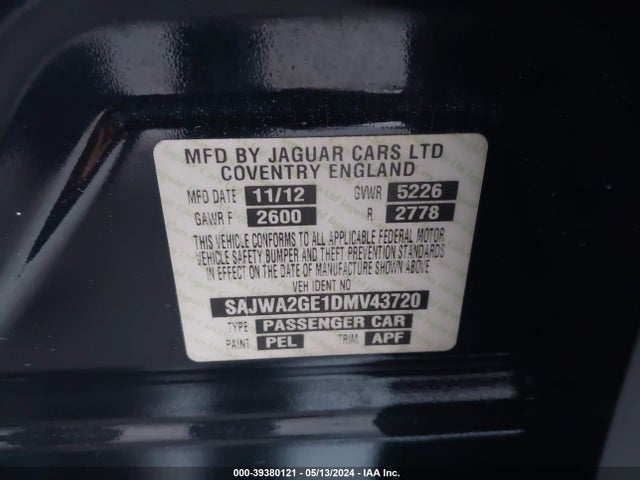 MFD BY JAGUAR CARS LTD
COVENTRY ENGLAND
MFD DATE 11/12 GVWR 5226
GAWR F 2600 R 2778
THIS VEHICLE CONFORMS TO ALL APPLICABLE FEDERAL MOTOR
VEHICLE SAFETY BUMPER AND THEFT PREVENTION STANDARDS
IN EFFECT ON THE DATE OF MANUFACTURE SHOWN ABOVE
VEH IDENT NO
SAJWA2GE1DMV43720
TYPE PASSENGER CAR
PAINT PEL TRIM APF
000-39380121 - 05/13/2024 - IAA Inc.